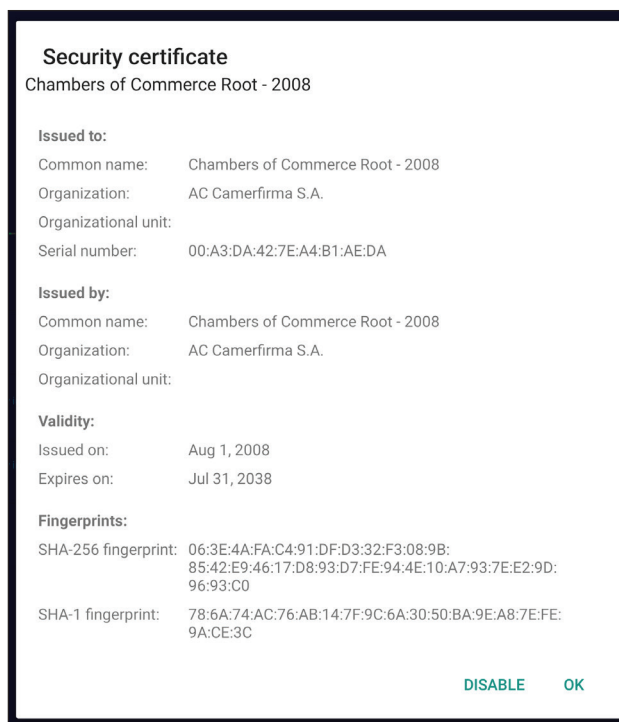 Security certificate
Chambers of Commerce Root - 2008
Issued to:
Common name: Chambers of Commerce Root - 2008
Organization: AC Camerfirma S.A.
Organizational unit:
Serial number: 00:A3:DA:42:7E:A4:B1:AE:DA
Issued by:
Common name: Chambers of Commerce Root - 2008
Organization: AC Camerfirma S.A.
Organizational unit:
Validity:
Issued on: Aug 1, 2008
Expires on: Jul 31, 2038
Fingerprints:
SHA-256 fingerprint: 06:3E:4A:FA:C4:91:DF:D3:32:F3:08:9B:
85:42:E9:46:17:D8:93:D7:FE:94:4E:10:A7:93:7E:E2:9D:
96:93:C0
SHA-1 fingerprint: 78:6A:74:AC:76:AB:14:7F:9C:6A:30:50:BA:9E:A8:7E:FE:
9A:CE:3C
DISABLE OK